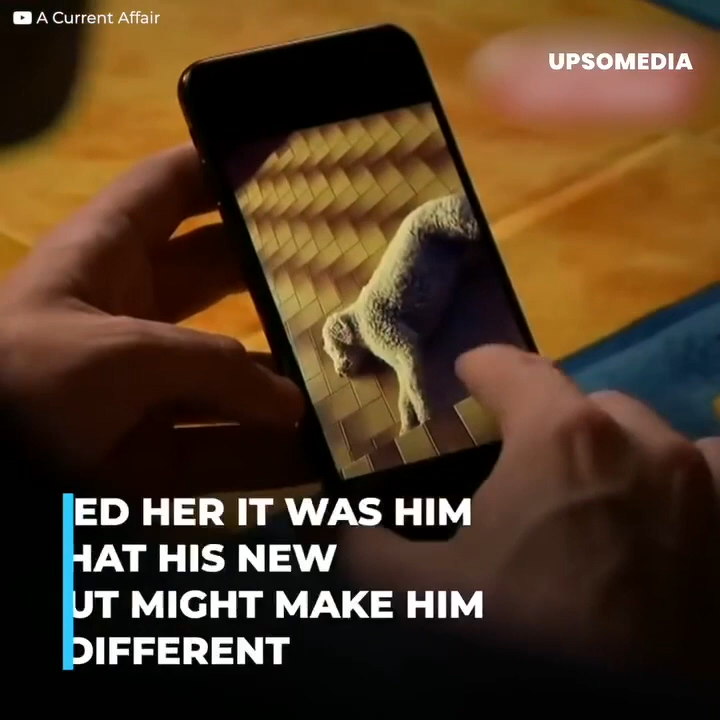 A Current Affair
UPSOMEDIA
ED HER IT WAS HIM
HAT HIS NEW
UT MIGHT MAKE HIM
DIFFERENT